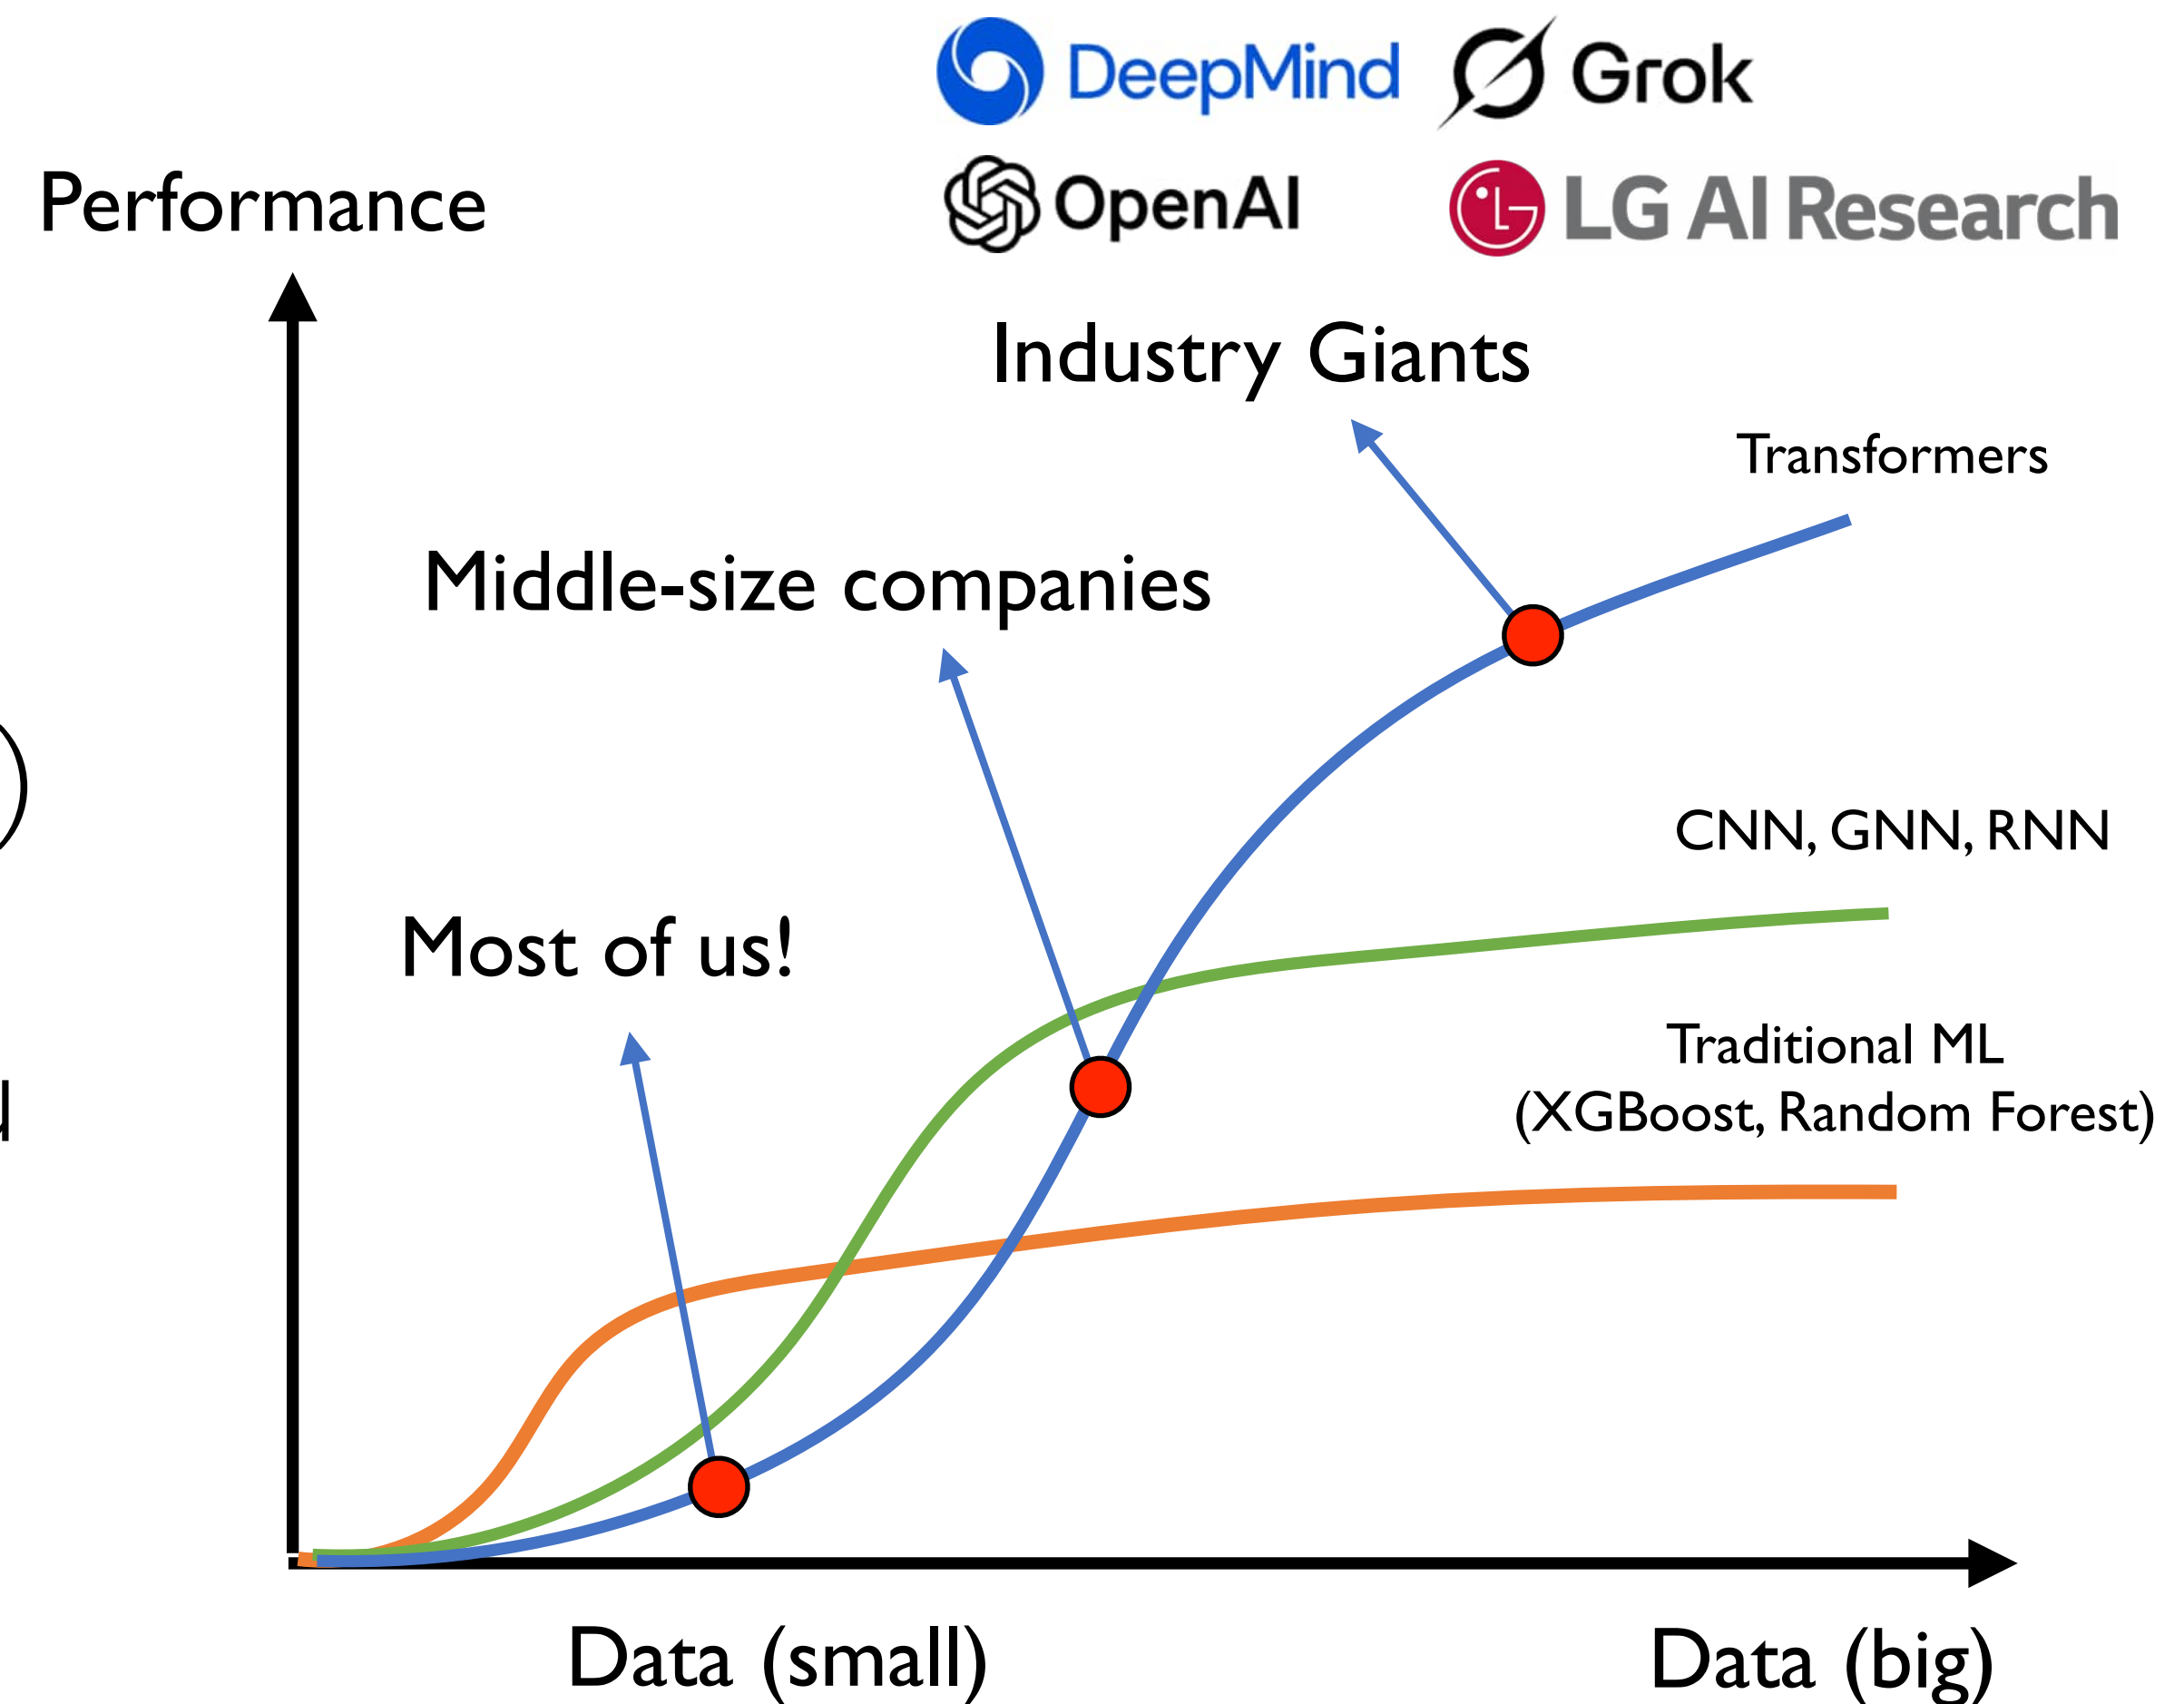 DeepMind Grok
Performance
OpenAI LG AI Research
Industry Giants
Transformers
Middle-size companies
CNN, GNN, RNN
Most of us!
Traditional ML
(XGBoost, Random Forest)
Data (small)
Data (big)